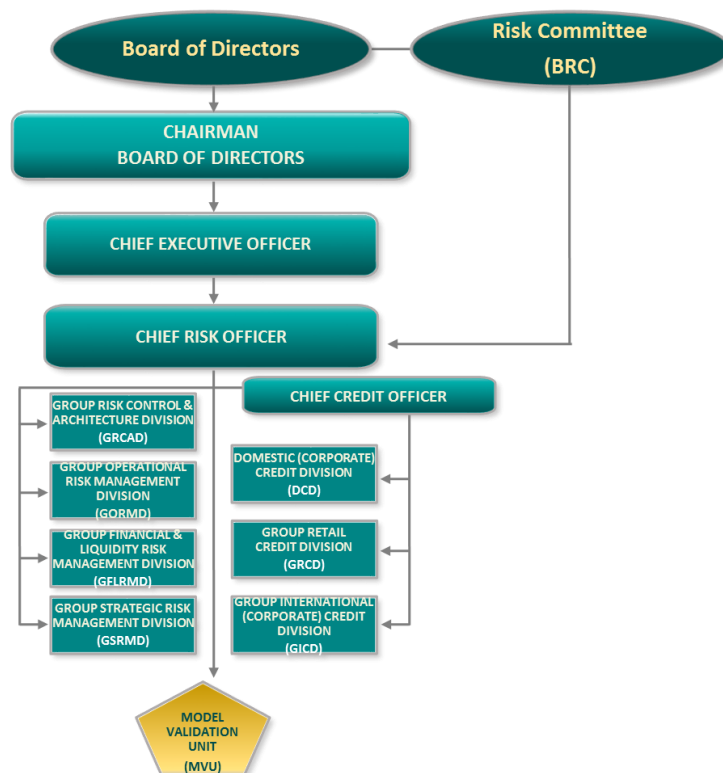 Board of Directors
Risk Committee
(BRC)
CHAIRMAN
BOARD OF DIRECTORS
CHIEF EXECUTIVE OFFICER
CHIEF RISK OFFICER
CHIEF CREDIT OFFICER
GROUP RISK CONTROL &
ARCHITECTURE DIVISION
(GRCAD)
GROUP OPERATIONAL
RISK MANAGEMENT
DIVISION
(GORMD)
GROUP FINANCIAL &
LIQUIDITY RISK
MANAGEMENT DIVISION
(GFLRMD)
GROUP STRATEGIC RISK
MANAGEMENT DIVISION
(GSRMD)
DOMESTIC (CORPORATE)
CREDIT DIVISION
(DCD)
GROUP RETAIL
CREDIT DIVISION
(GRCD)
GROUP INTERNATIONAL
(CORPORATE) CREDIT
DIVISION
(GICD)
MODEL
VALIDATION
UNIT
(MVU)